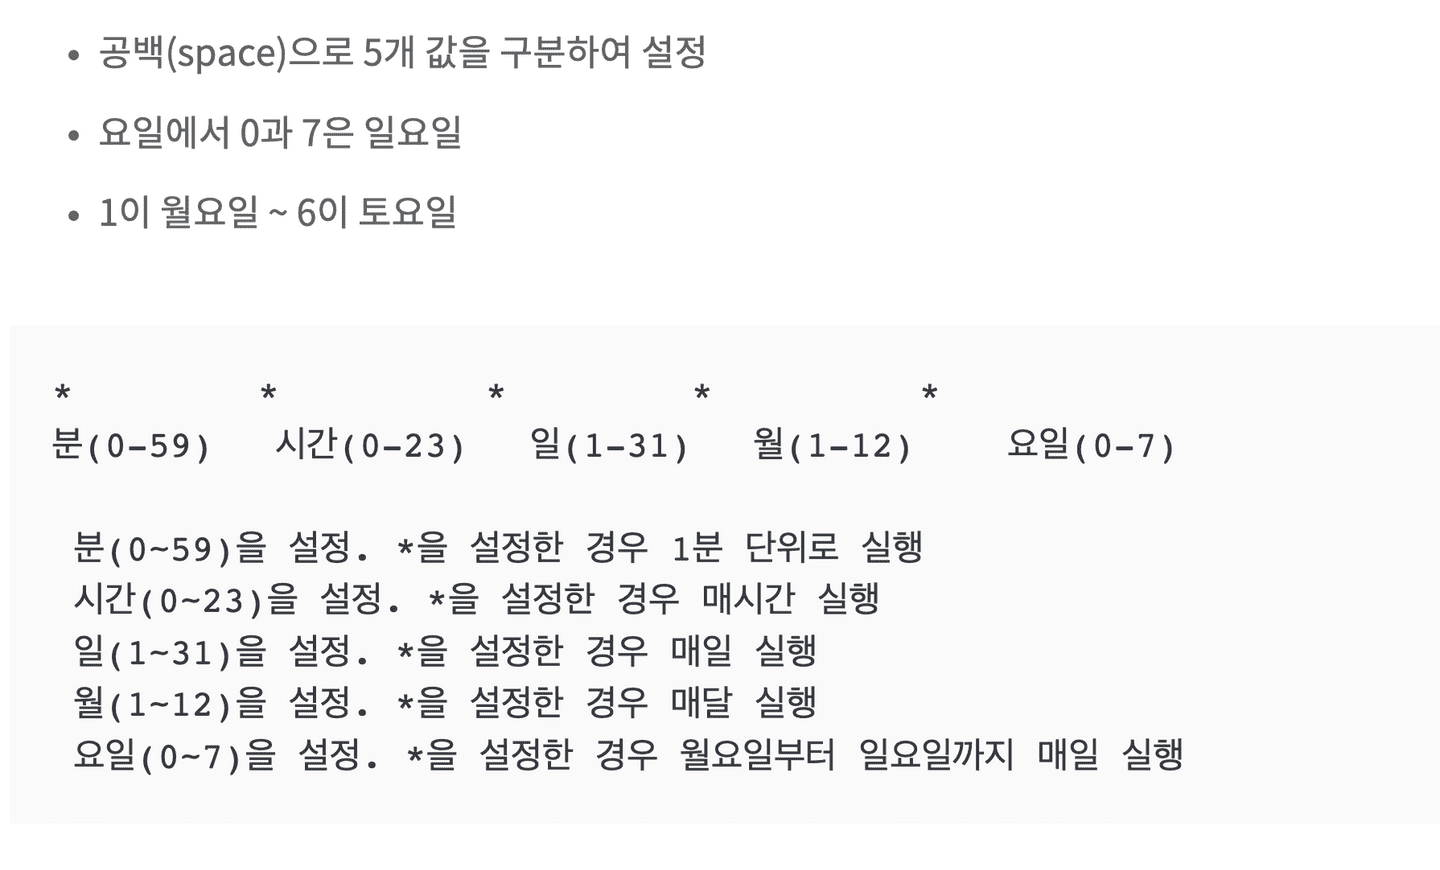 • 공백(space)으로 5개 값을 구분하여 설정
• 요일에서 0과 7은 일요일
• 1이 월요일 ~ 6이 토요일
* * * * *
분(0-59) 시간(0-23) 일(1-31) 월(1-12) 요일(0-7)
분(0~59)을 설정. *을 설정한 경우 1분 단위로 실행
시간(0~23)을 설정. *을 설정한 경우 매시간 실행
일(1~31)을 설정. *을 설정한 경우 매일 실행
월(1~12)을 설정. *을 설정한 경우 매달 실행
요일(0~7)을 설정. *을 설정한 경우 월요일부터 일요일까지 매일 실행